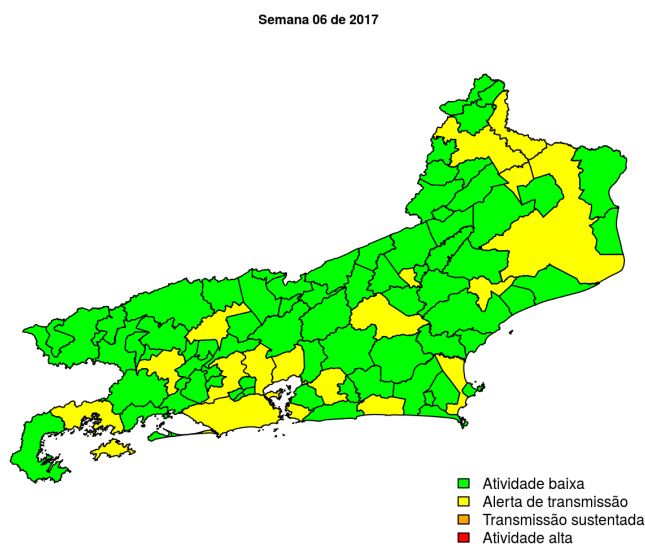 Semana 06 de 2017
Atividade baixa
Alerta de transmissão
Transmissão sustentada
Atividade alta